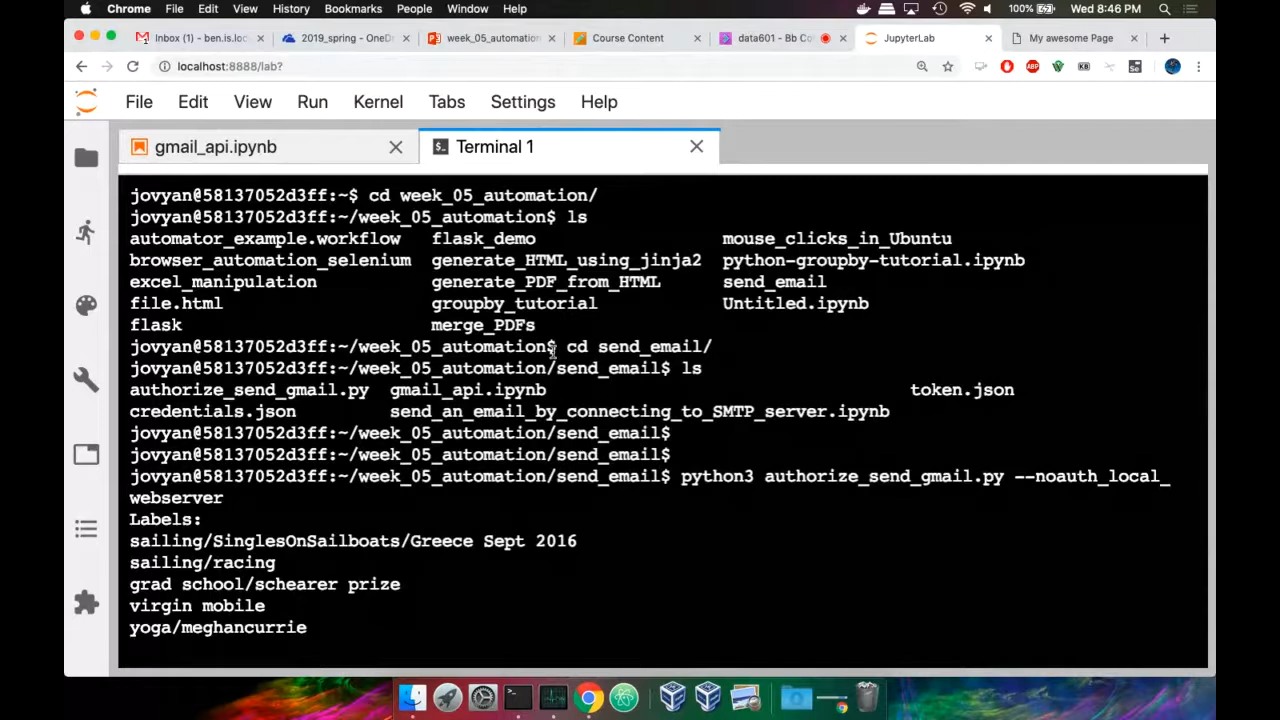 Chrome File Edit View History Bookmarks People Window Help 100% Wed 8:46 PM
Inbox (1) - ben.is.loc 2019_spring - OneDr week_05_automation Course Content data601 - Bb Co JupyterLab My awesome Page
localhost:8888/lab?
File Edit View Run Kernel Tabs Settings Help
gmail_api.ipynb Terminal 1
jovyan@58137052d3ff:~$ cd week_05_automation/
jovyan@58137052d3ff:~/week_05_automation$ ls
automator_example.workflow flask_demo mouse_clicks_in_Ubuntu
browser_automation_selenium generate_HTML_using_jinja2 python-groupby-tutorial.ipynb
excel_manipulation generate_PDF_from_HTML send_email
file.html groupby_tutorial Untitled.ipynb
flask merge_PDFs
jovyan@58137052d3ff:~/week_05_automation$ cd send_email/
jovyan@58137052d3ff:~/week_05_automation/send_email$ ls
authorize_send_gmail.py gmail_api.ipynb token.json
credentials.json send_an_email_by_connecting_to_SMTP_server.ipynb
jovyan@58137052d3ff:~/week_05_automation/send_email$
jovyan@58137052d3ff:~/week_05_automation/send_email$
jovyan@58137052d3ff:~/week_05_automation/send_email$ python3 authorize_send_gmail.py --noauth_local_
webserver
Labels:
sailing/SinglesOnSailboats/Greece Sept 2016
sailing/racing
grad school/schearer prize
virgin mobile
yoga/meghancurrie